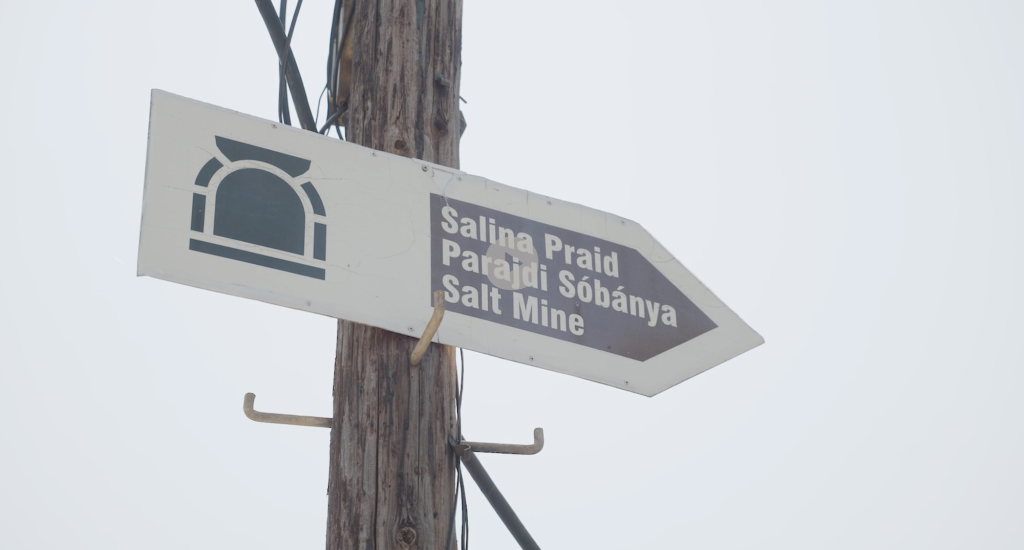 Salina Praid
Parajdi Sóbánya
Salt Mine